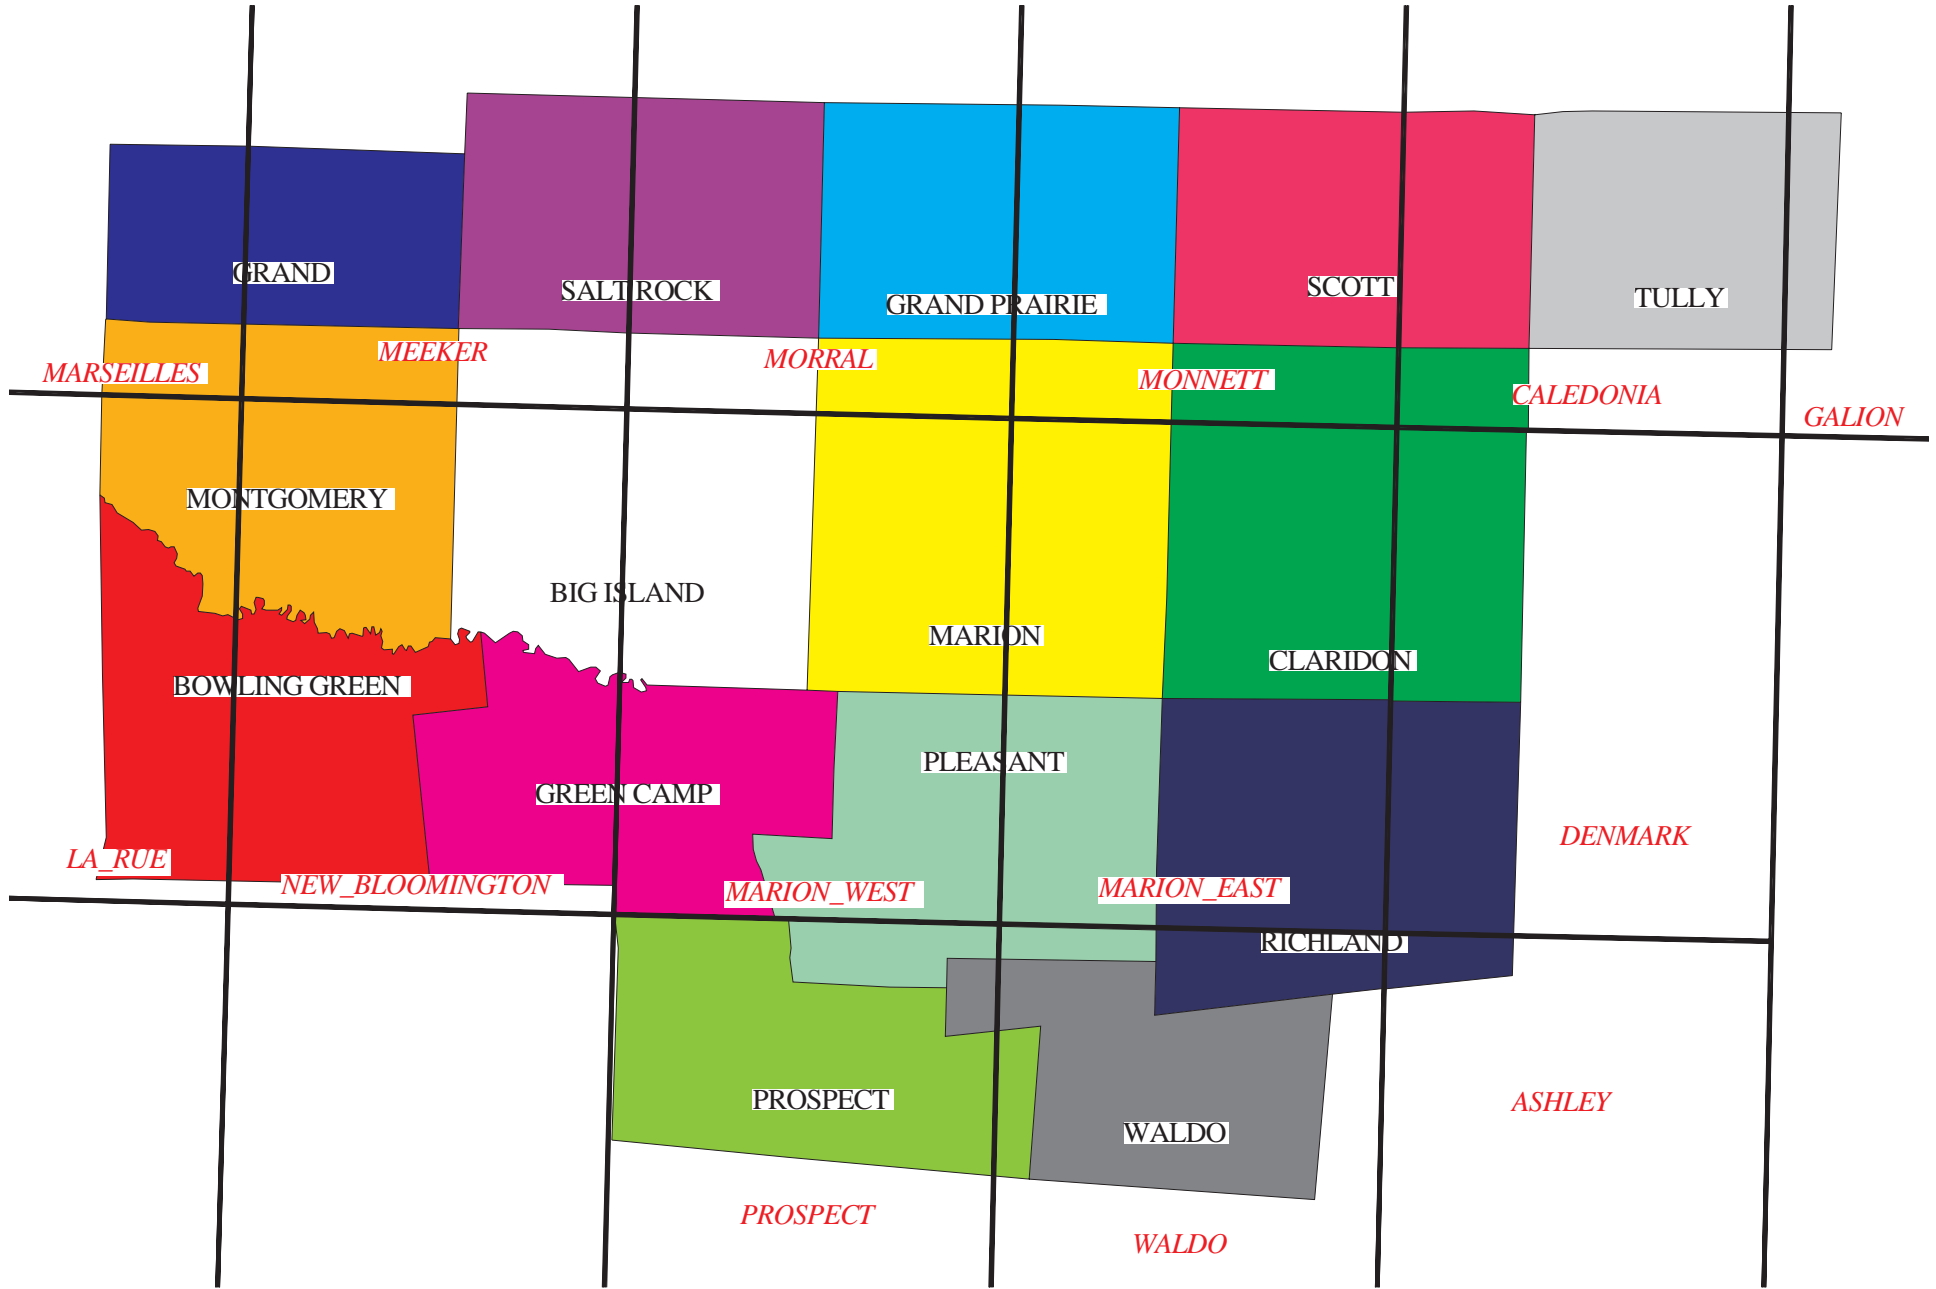 GRAND
SALT ROCK
GRAND PRAIRIE
SCOTT
TULLY
MARSEILLES
MEEKER
MORRAL
MONNETT
CALEDONIA
GALION
MONTGOMERY
BIG ISLAND
MARION
CLARIDON
BOWLING GREEN
GREEN CAMP
PLEASANT
DENMARK
LA_RUE
NEW_BLOOMINGTON
MARION_WEST
MARION_EAST
RICHLAND
PROSPECT
WALDO
ASHLEY
PROSPECT
WALDO